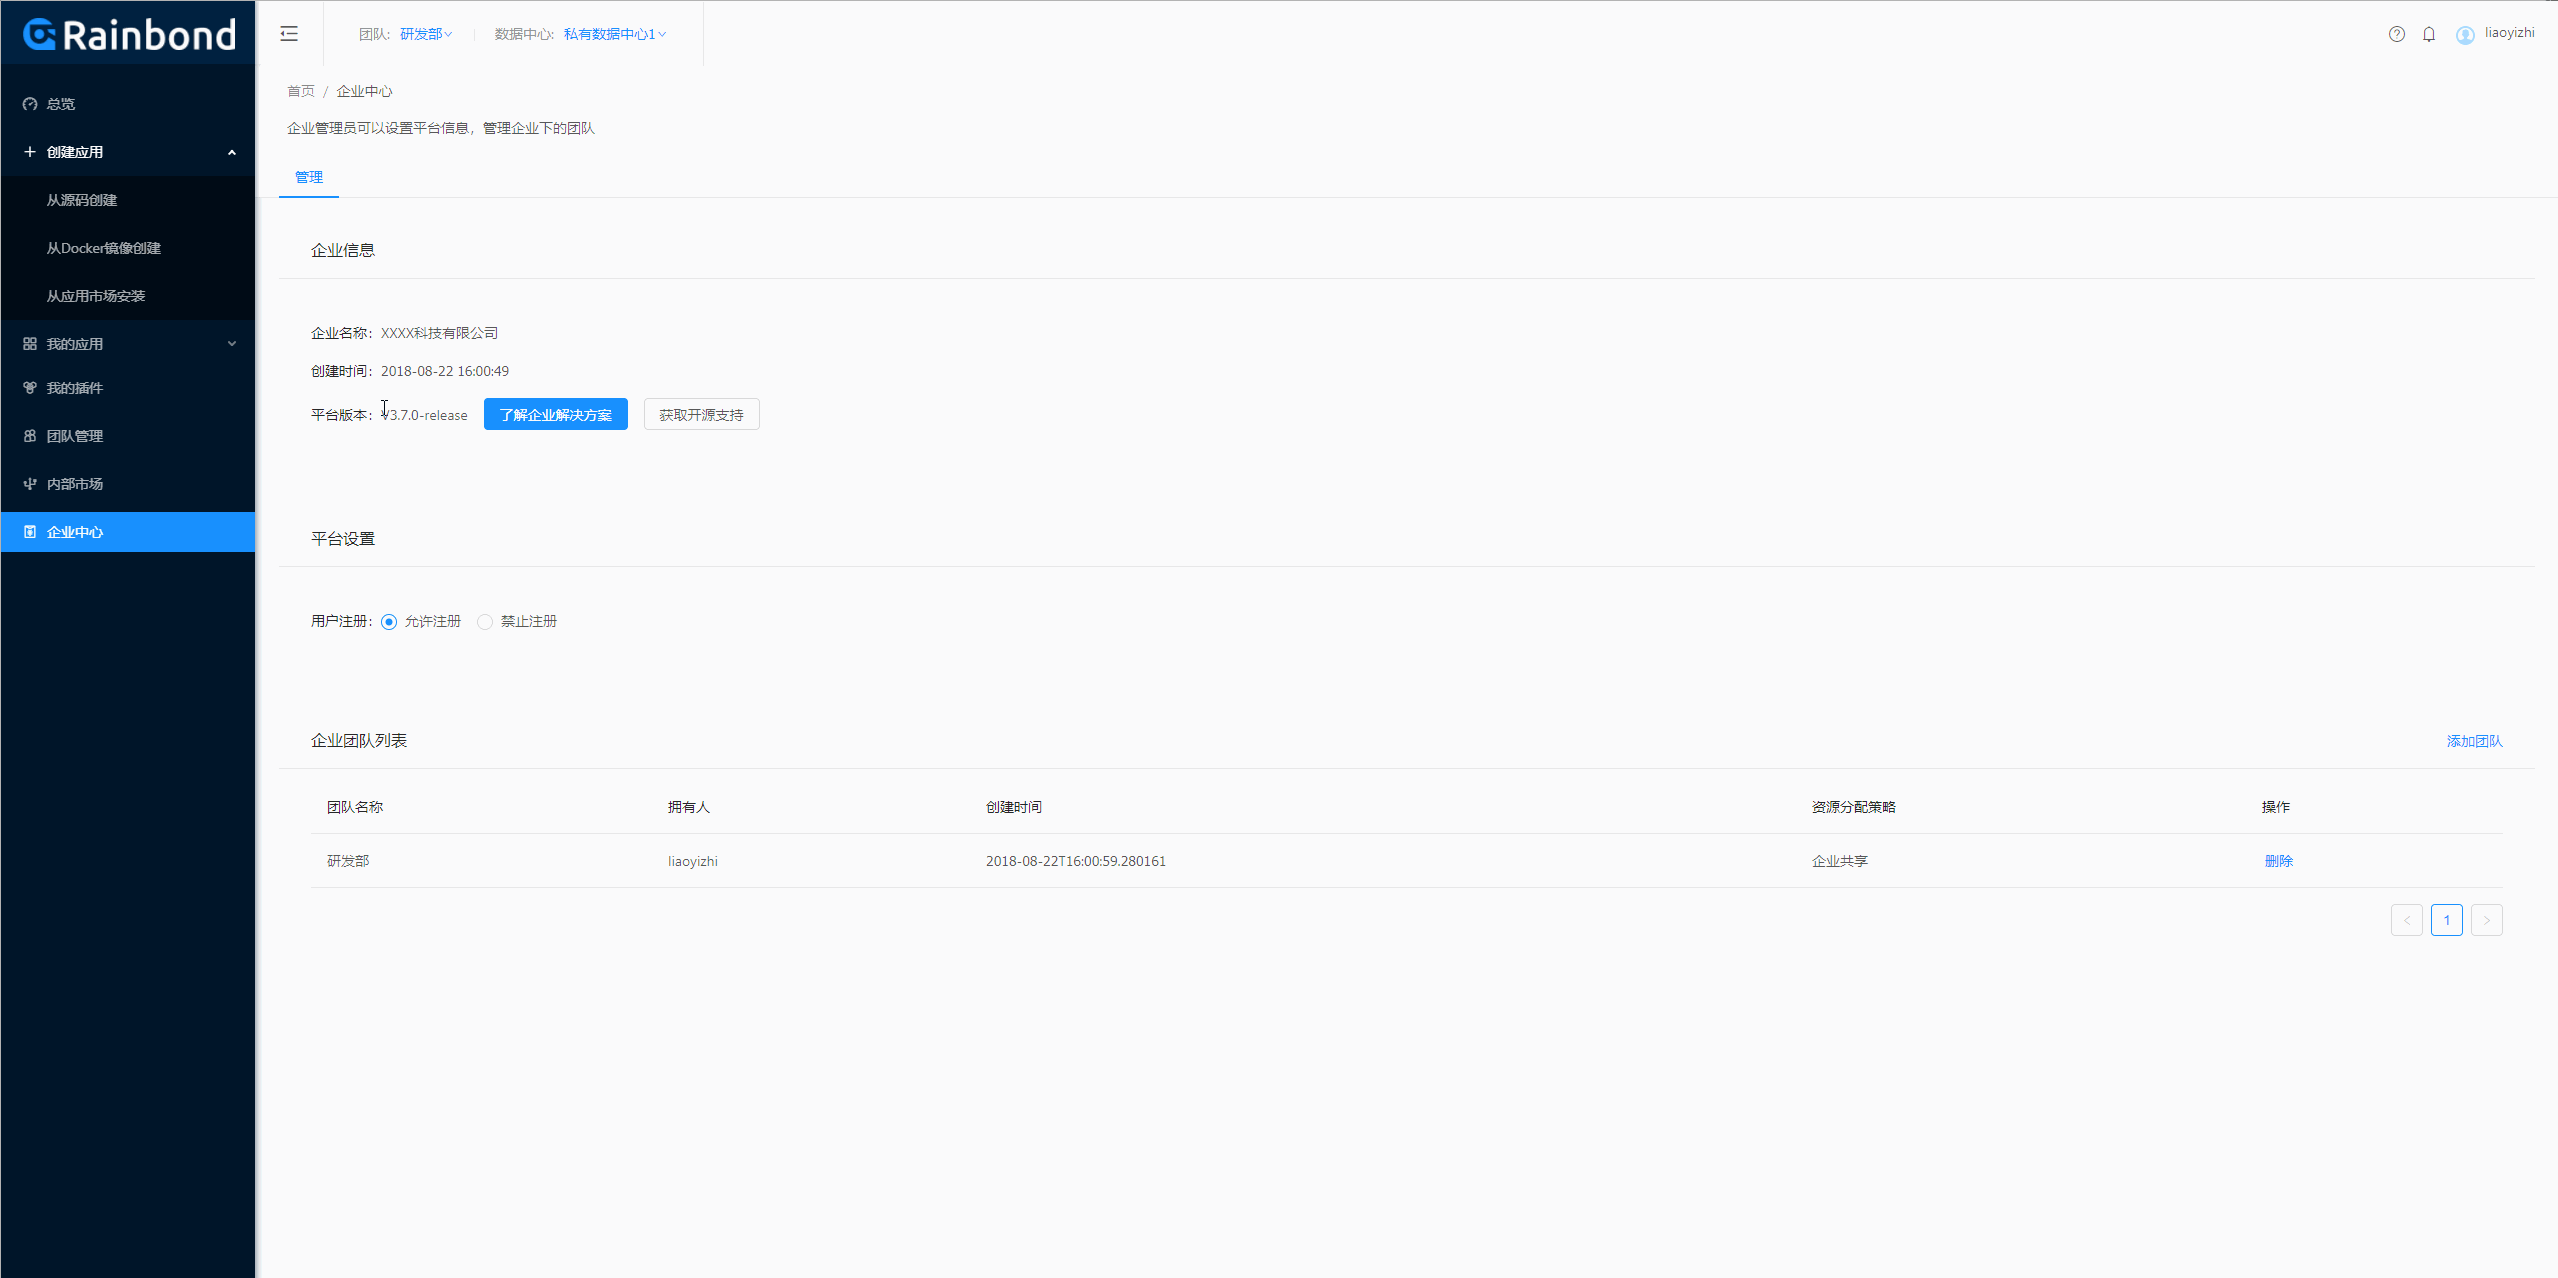 Rainbond
团队: 研发部 数据中心: 私有数据中心1
liaoyizhi
总览
创建应用
从源码创建
从Docker镜像创建
从应用市场安装
我的应用
我的插件
团队管理
内部市场
企业中心
首页 / 企业中心
企业管理员可以设置平台信息，管理企业下的团队
管理
企业信息
企业名称： XXXX科技有限公司
创建时间： 2018-08-22 16:00:49
平台版本： V3.7.0-release 了解企业解决方案 获取开源支持
平台设置
用户注册： 允许注册 禁止注册
企业团队列表 添加团队
团队名称 拥有人 创建时间 资源分配策略 操作
研发部 liaoyizhi 2018-08-22T16:00:59.280161 企业共享 删除
< 1 >